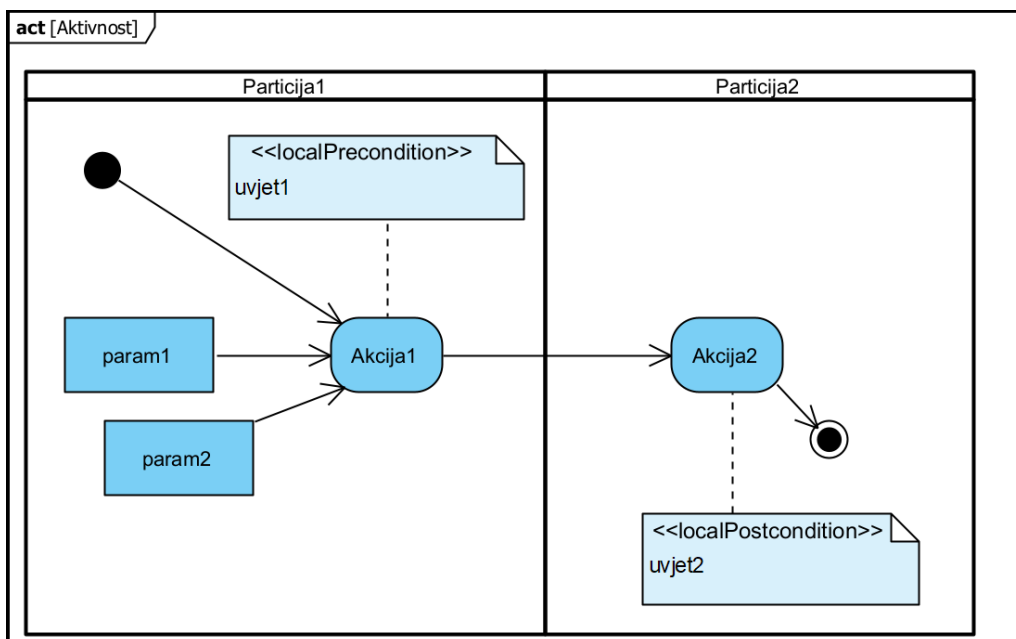 act [Aktivnost]
Particija1
Particija2
<<localPrecondition>>
uvjet1
param1
Akcija1
Akcija2
param2
<<localPostcondition>>
uvjet2